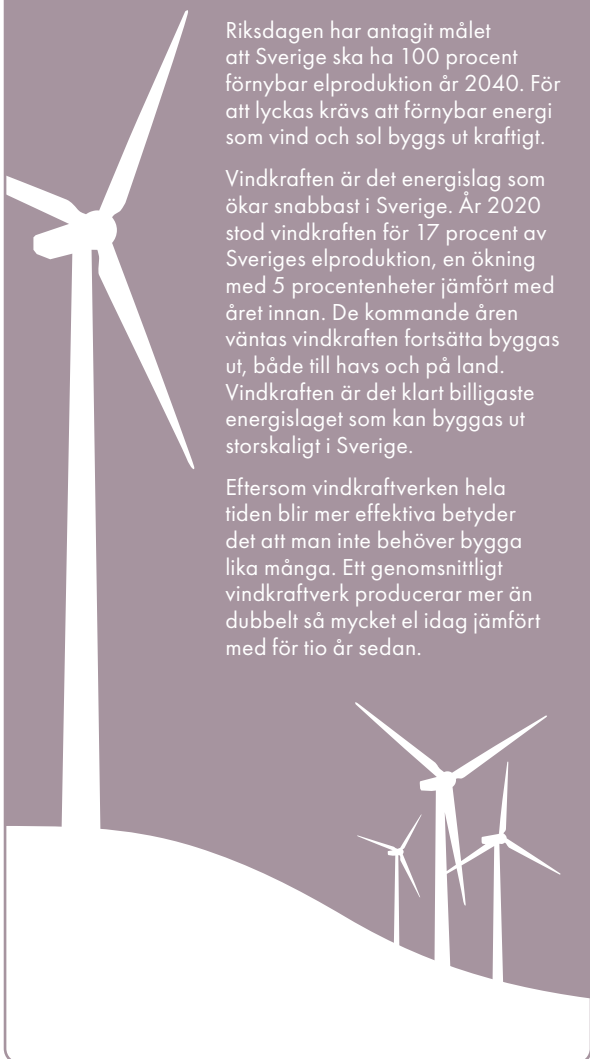 Riksdagen har antagit målet
att Sverige ska ha 100 procent
förnybar elproduktion år 2040. För
att lyckas krävs att förnybar energi
som vind och sol byggs ut kraftigt.
Vindkraften är det energislag som
ökar snabbast i Sverige. År 2020
stod vindkraften för 17 procent av
Sveriges elproduktion, en ökning
med 5 procentenheter jämfört med
året innan. De kommande åren
väntas vindkraften fortsätta byggas
ut, både till havs och på land.
Vindkraften är det klart billigaste
energislaget som kan byggas ut
storskaligt i Sverige.
Eftersom vindkraftverken hela
tiden blir mer effektiva betyder
det att man inte behöver bygga
lika många. Ett genomsnittligt
vindkraftverk producerar mer än
dubbelt så mycket el idag jämfört
med för tio år sedan.